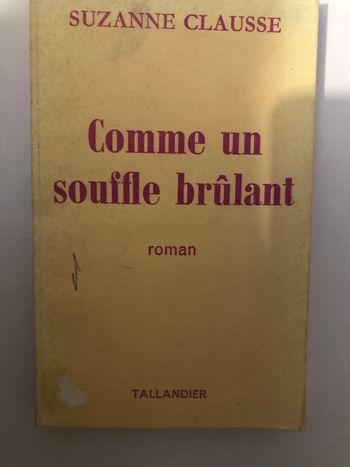 SUZANNE CLAUSSE
Comme un
souffle brûlant
roman
TALLANDIER